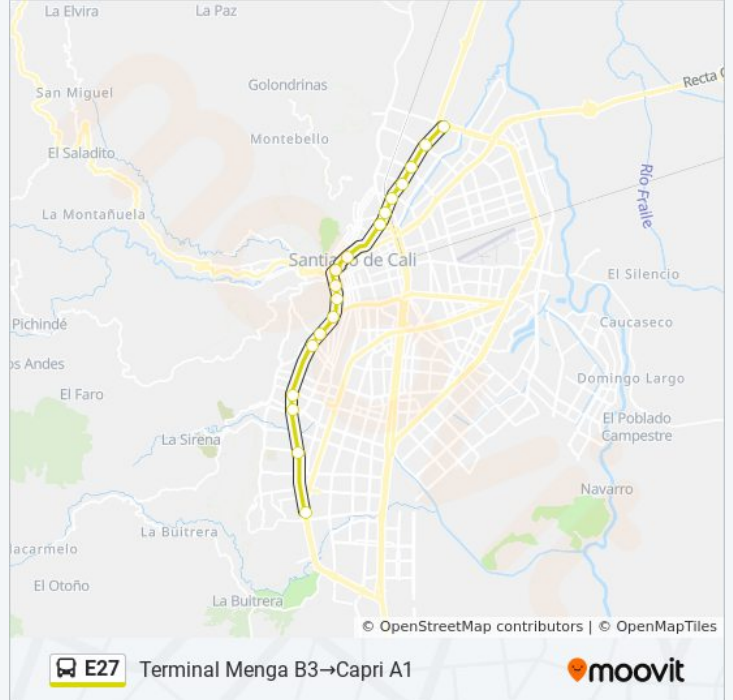 La Elvira
La Paz
Recta C
Golondrinas
San Miguel
Montebello
El Saladito
Río Fraile
La Montañuela
Santiago de Cali
El Silencio
Pichindé
Caucaseco
os Andes
Domingo Largo
El Faro
El Poblado
Campestre
La Sirena
Navarro
La Buitrera
lacarmelo
El Otoño
La Buitrera
© OpenStreetMap contributors | © OpenMapTiles
E27 Terminal Menga B3→Capri A1
moovit